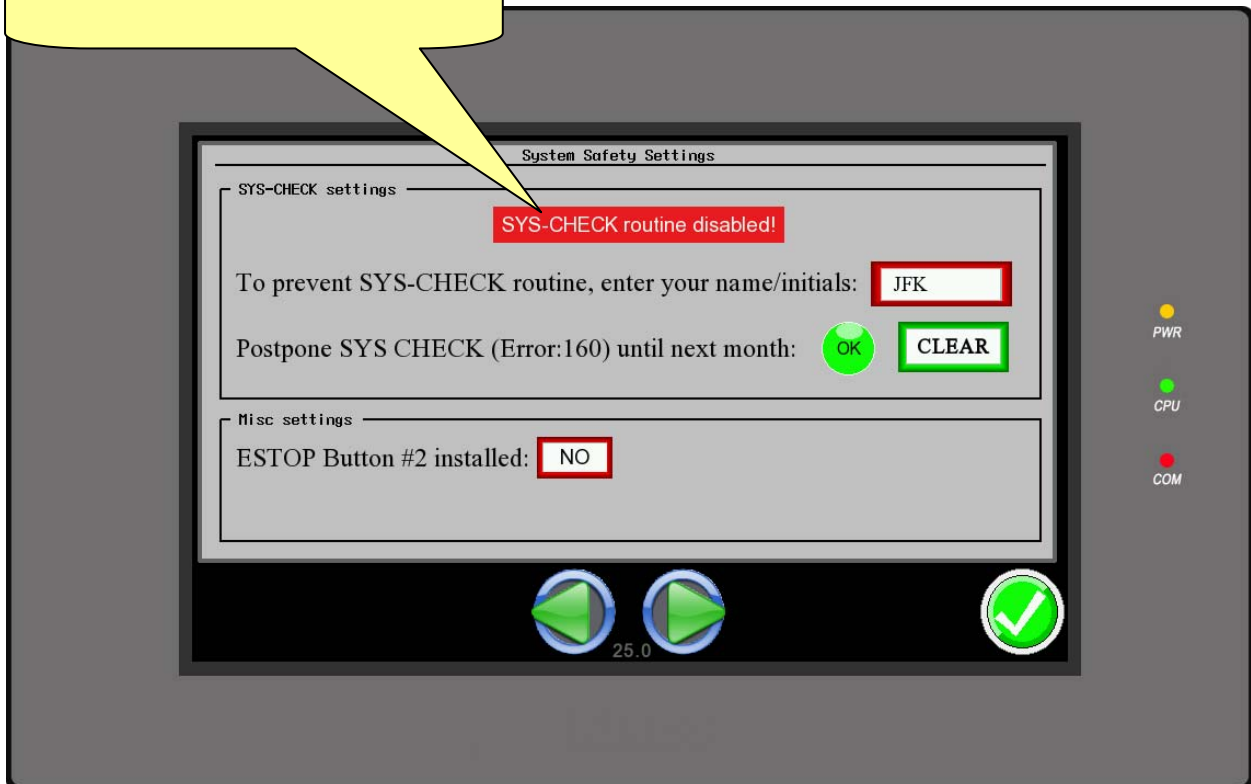 System Safety Settings
SYS-CHECK settings
SYS-CHECK routine disabled!
To prevent SYS-CHECK routine, enter your name/initials: JFK
Postpone SYS CHECK (Error:160) until next month: OK CLEAR
PWR
CPU
Misc settings
ESTOP Button #2 installed: NO
COM
25.0